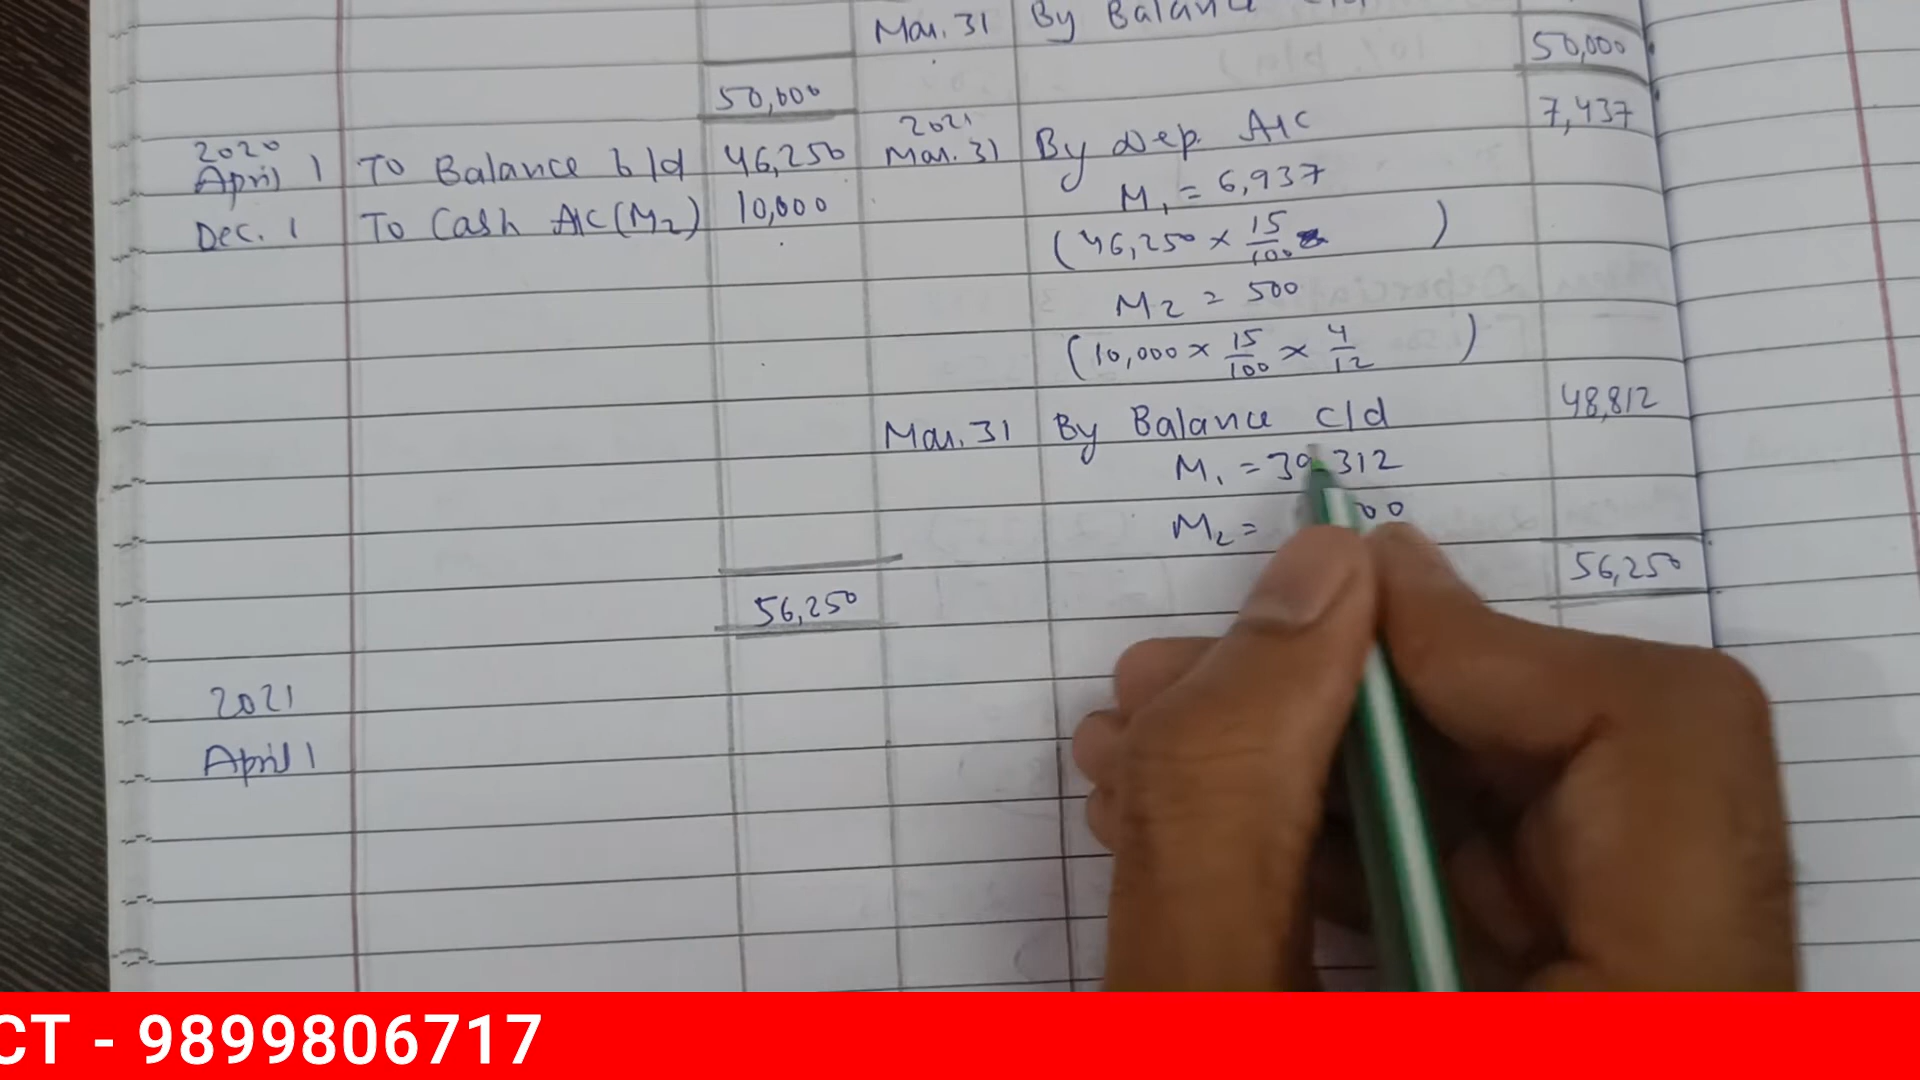 Mar. 31 By Balance
50,000
50,000
2020
April 1 To Balance b/d 46,250
Dec. 1 To Cash A/C (M2) 10,000
2021
Mar. 31 By Dep. A/C 7,437
M1 = 6,937
(46,250 × 15/100 )
M2 = 500
(10,000 × 15/100 × 4/12 )
Mar. 31 By Balance c/d 48,812
M1 = 39,312
M2 =
56,250
56,250
2021
April 1
CT - 9899806717